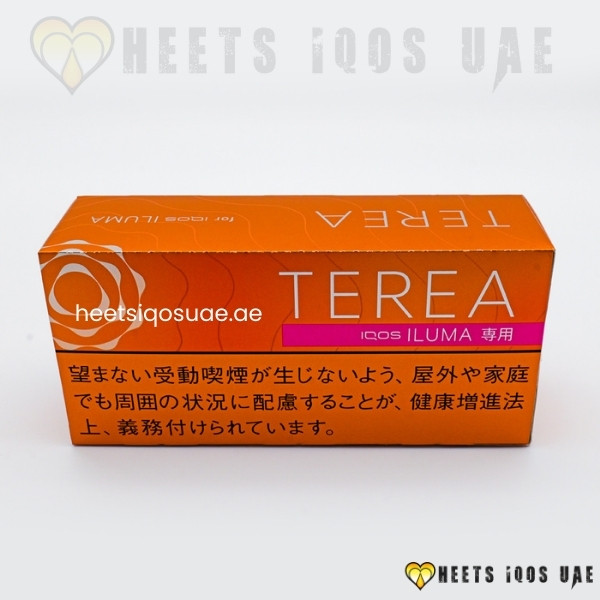 HEETS iQOS UAE
for IQOS ILUMA
TEREA
TEREA
heetsiqosuae.ae
IQOS ILUMA 専用
望まない受動喫煙が生じないよう、屋外や家庭
でも周囲の状況に配慮することが、健康増進法
上、義務付けられています。
HEETS iQOS UAE